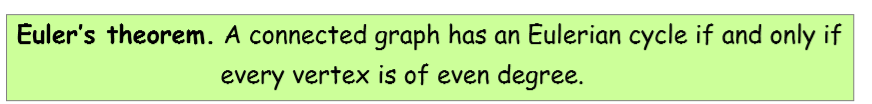 Euler's theorem. A connected graph has an Eulerian cycle if and only if
every vertex is of even degree.